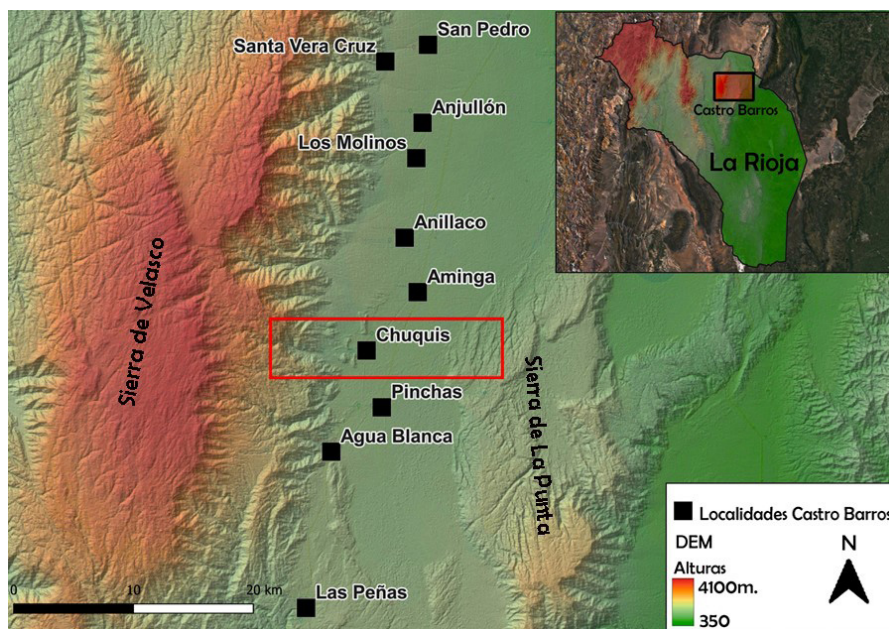 San Pedro
Santa Vera Cruz
Anjullón
Los Molinos
Anillaco
Aminga
Chuquis
Pinchas
Agua Blanca
Las Peñas
Sierra de Velasco
Sierra de La Punta
Castro Barros
La Rioja
0 10 20 km
Localidades Castro Barros
DEM
Alturas
4100m.
350
N